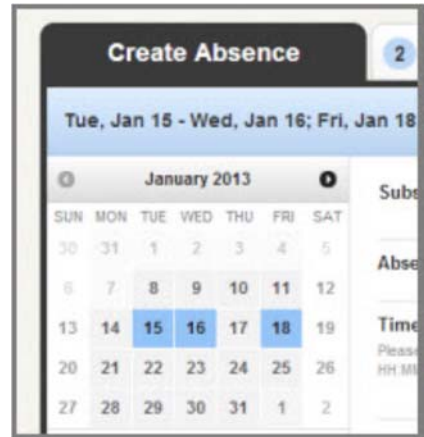 Create Absence
2
Tue, Jan 15 - Wed, Jan 16; Fri, Jan 18
January 2013
SUN MON TUE WED THU FRI SAT
30 31 1 2 3 4 5
6 7 8 9 10 11 12
13 14 15 16 17 18 19
20 21 22 23 24 25 26
27 28 29 30 31 1 2
Subs
Abse
Time
Please
HH:MM